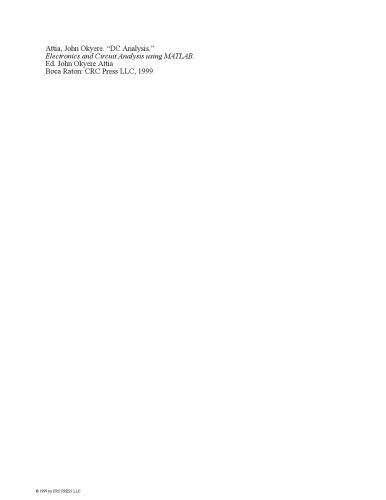 Attia, John Okyere. “DC Analysis.”
Electronics and Circuit Analysis using MATLAB.
Ed. John Okyere Attia
Boca Raton: CRC Press LLC, 1999
© 1999 by CRC PRESS LLC